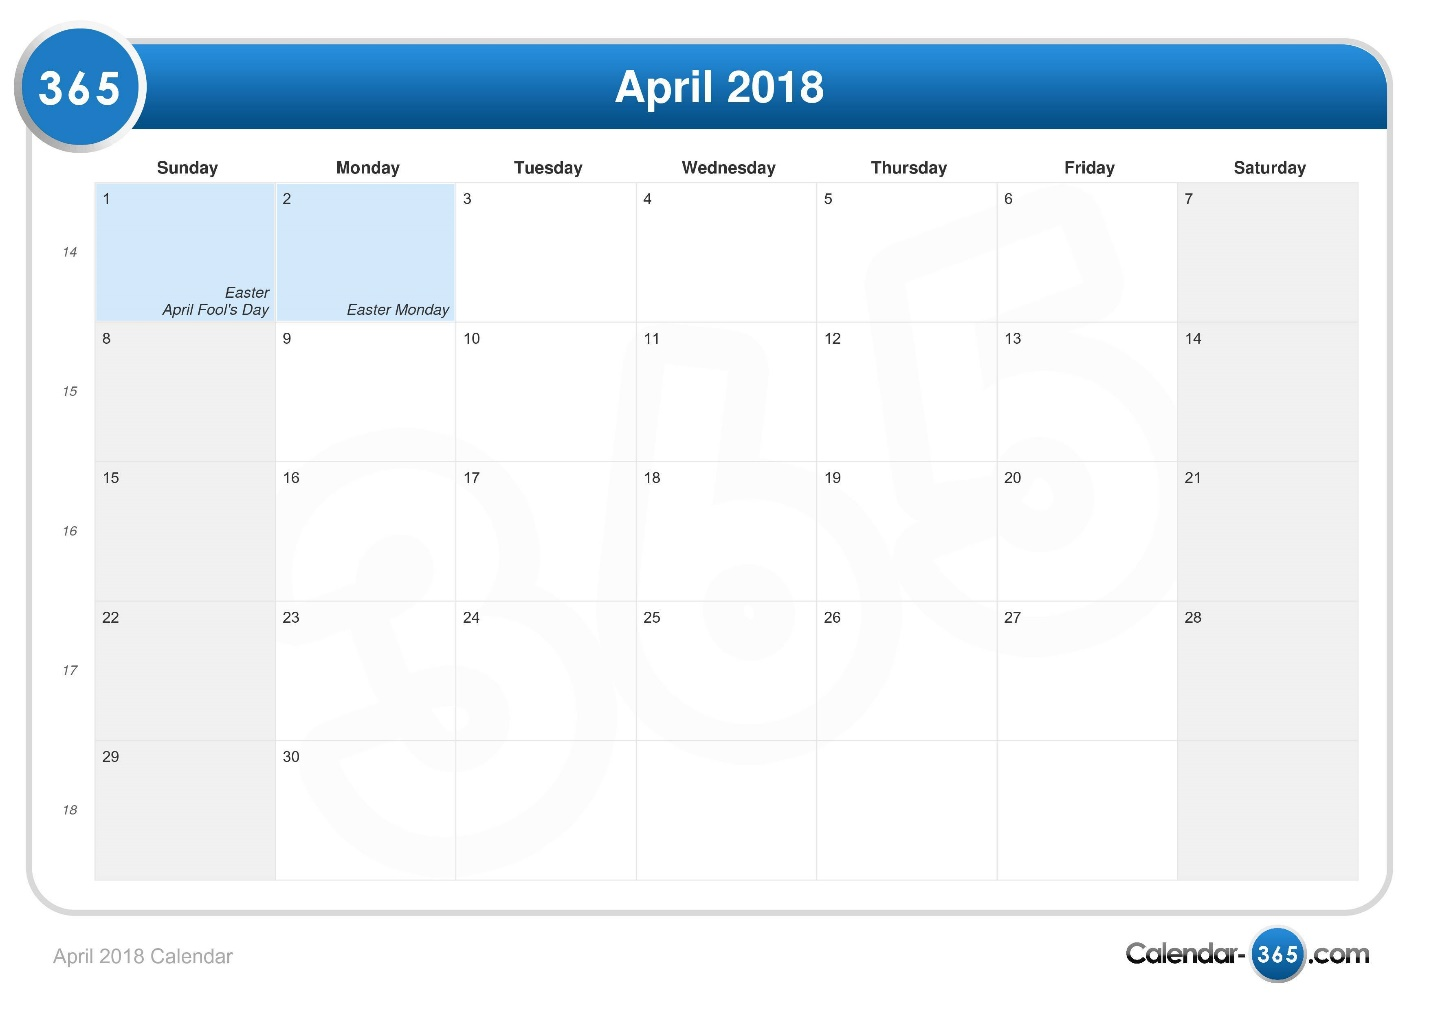 365
April 2018
Sunday Monday Tuesday Wednesday Thursday Friday Saturday
1 2 3 4 5 6 7
14
Easter
April Fool's Day Easter Monday
8 9 10 11 12 13 14
15
15 16 17 18 19 20 21
16
22 23 24 25 26 27 28
17
29 30
18
365
April 2018 Calendar
Calendar-365.com